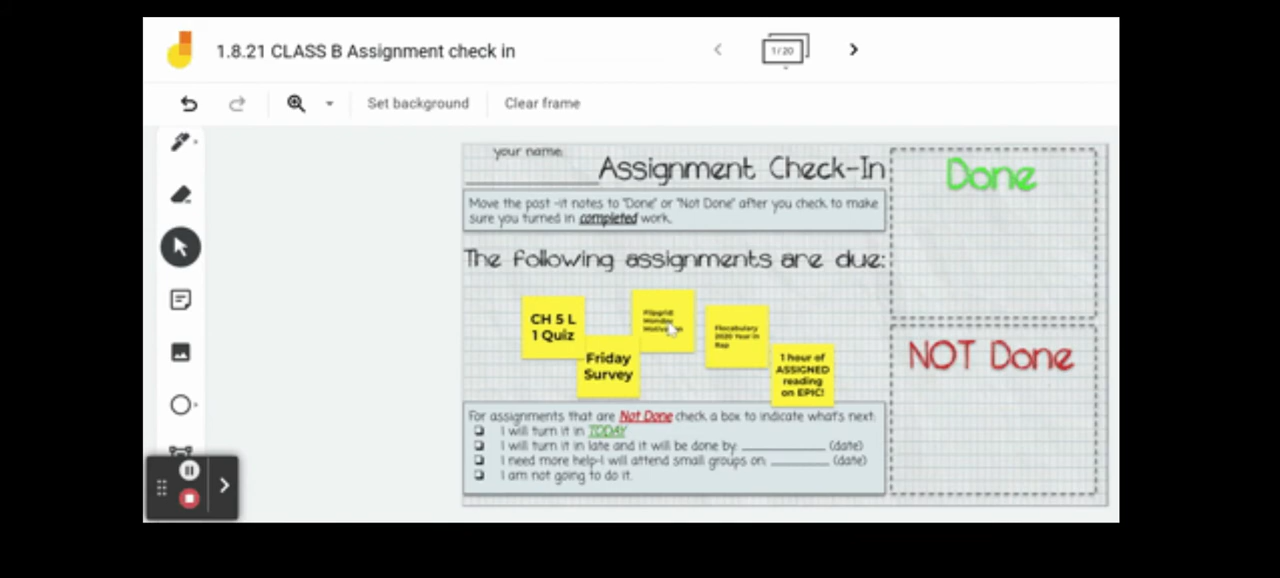 1.8.21 CLASS B Assignment check in
1/20
Set background
Clear frame
your name
Assignment Check-In
Move the post-it notes to "Done" or "Not Done" after you check to make
sure you turned in completed work.
The following assignments are due:
CH 5 L
1 Quiz
Friday
Survey
Flipgrid
Monday
Flocabulary
2020 Year in
Rap
1 hour of
ASSIGNED
reading
on EPIC!
For assignments that are Not Done check a box to indicate what's next:
I will turn it in TODAY
I will turn it in late and it will be done by: (date)
I need more help-I will attend small groups on: (date)
I am not going to do it.
Done
NOT Done